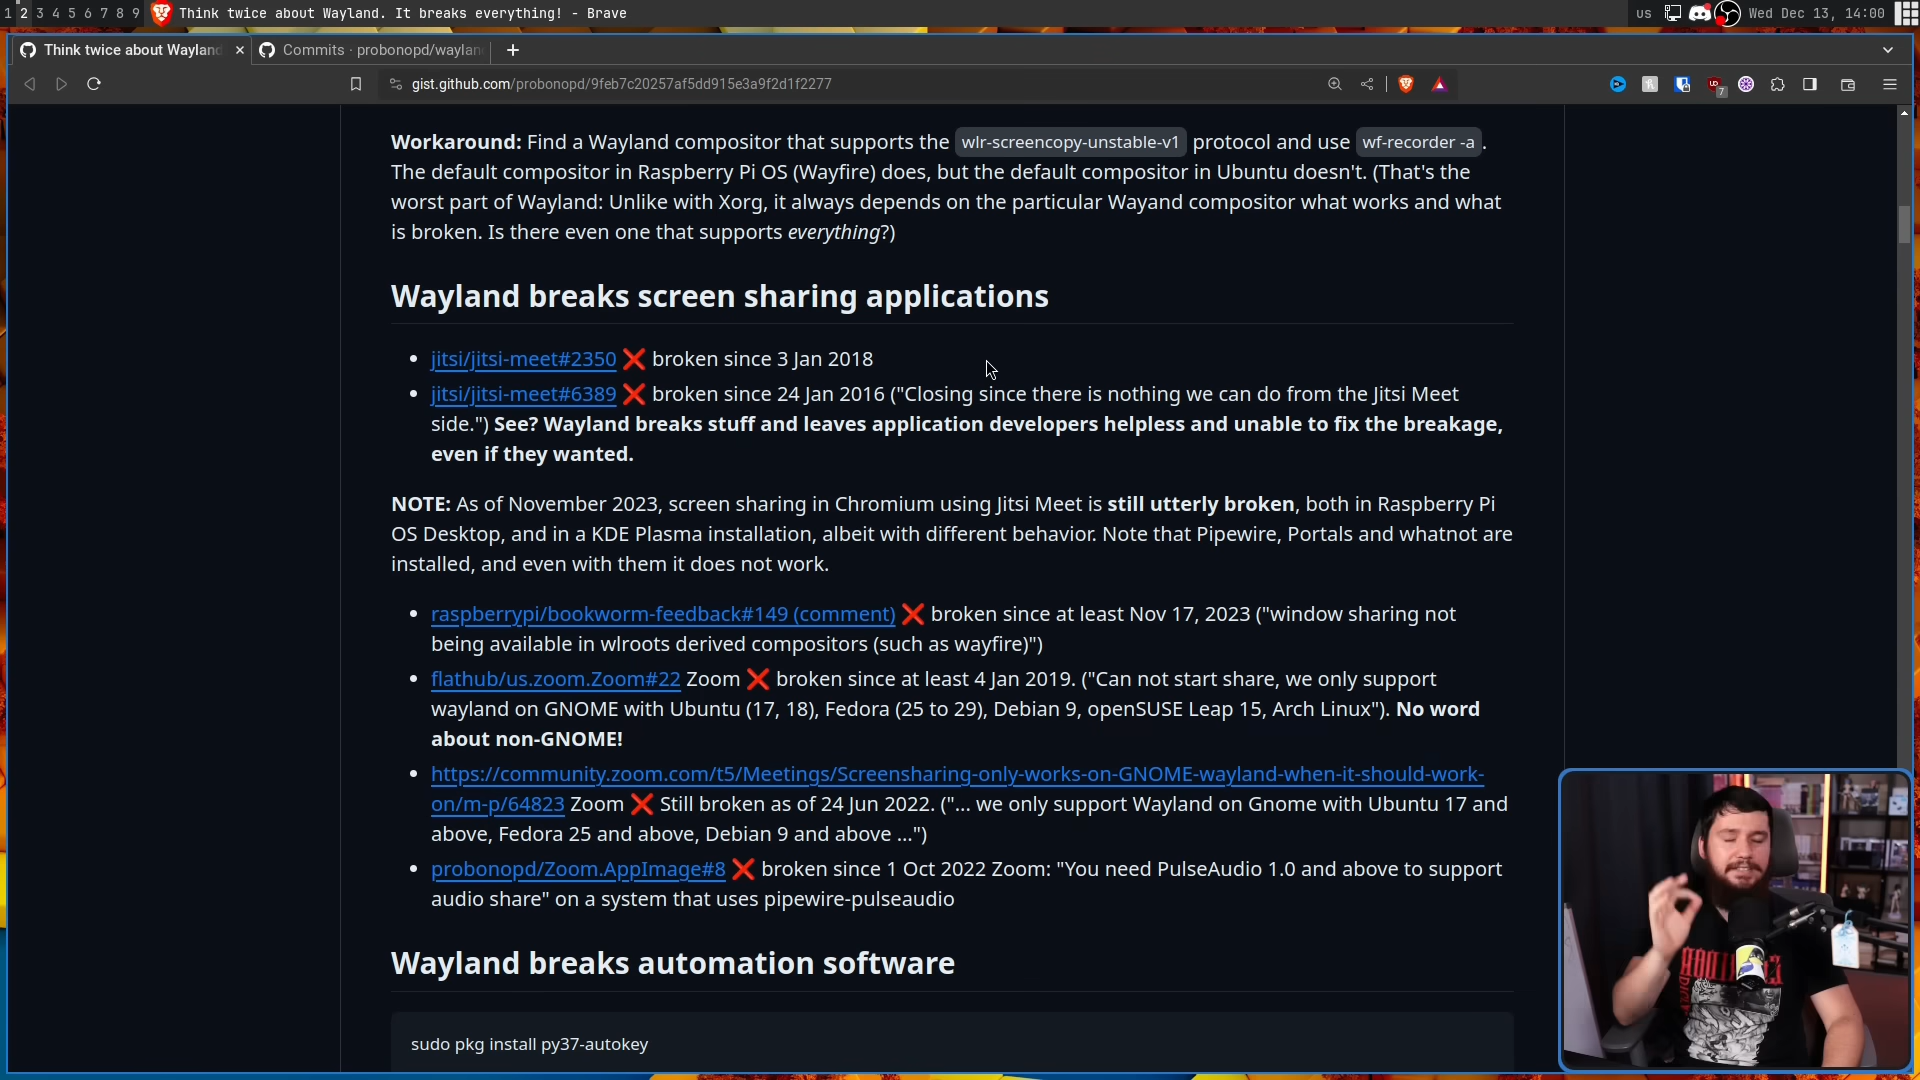 1 2 3 4 5 6 7 8 9 Think twice about Wayland. It breaks everything! - Brave us Wed Dec 13, 14:00
Think twice about Wayland Commits · probonopd/waylan
gist.github.com/probonopd/9feb7c20257af5dd915e3a9f2d1f2277 7
Workaround: Find a Wayland compositor that supports the wlr-screencopy-unstable-v1 protocol and use wf-recorder -a.
The default compositor in Raspberry Pi OS (Wayfire) does, but the default compositor in Ubuntu doesn't. (That's the
worst part of Wayland: Unlike with Xorg, it always depends on the particular Wayand compositor what works and what
is broken. Is there even one that supports everything?)
Wayland breaks screen sharing applications
• jitsi/jitsi-meet#2350 ❌ broken since 3 Jan 2018
• jitsi/jitsi-meet#6389 ❌ broken since 24 Jan 2016 ("Closing since there is nothing we can do from the Jitsi Meet
side.") See? Wayland breaks stuff and leaves application developers helpless and unable to fix the breakage,
even if they wanted.
NOTE: As of November 2023, screen sharing in Chromium using Jitsi Meet is still utterly broken, both in Raspberry Pi
OS Desktop, and in a KDE Plasma installation, albeit with different behavior. Note that Pipewire, Portals and whatnot are
installed, and even with them it does not work.
• raspberrypi/bookworm-feedback#149 (comment) ❌ broken since at least Nov 17, 2023 ("window sharing not
being available in wlroots derived compositors (such as wayfire)")
• flathub/us.zoom.Zoom#22 Zoom ❌ broken since at least 4 Jan 2019. ("Can not start share, we only support
wayland on GNOME with Ubuntu (17, 18), Fedora (25 to 29), Debian 9, openSUSE Leap 15, Arch Linux"). No word
about non-GNOME!
• https://community.zoom.com/t5/Meetings/Screensharing-only-works-on-GNOME-wayland-when-it-should-work-
on/m-p/64823 Zoom ❌ Still broken as of 24 Jun 2022. ("... we only support Wayland on Gnome with Ubuntu 17 and
above, Fedora 25 and above, Debian 9 and above ...")
• probonopd/Zoom.AppImage#8 ❌ broken since 1 Oct 2022 Zoom: "You need PulseAudio 1.0 and above to support
audio share" on a system that uses pipewire-pulseaudio
Wayland breaks automation software
sudo pkg install py37-autokey